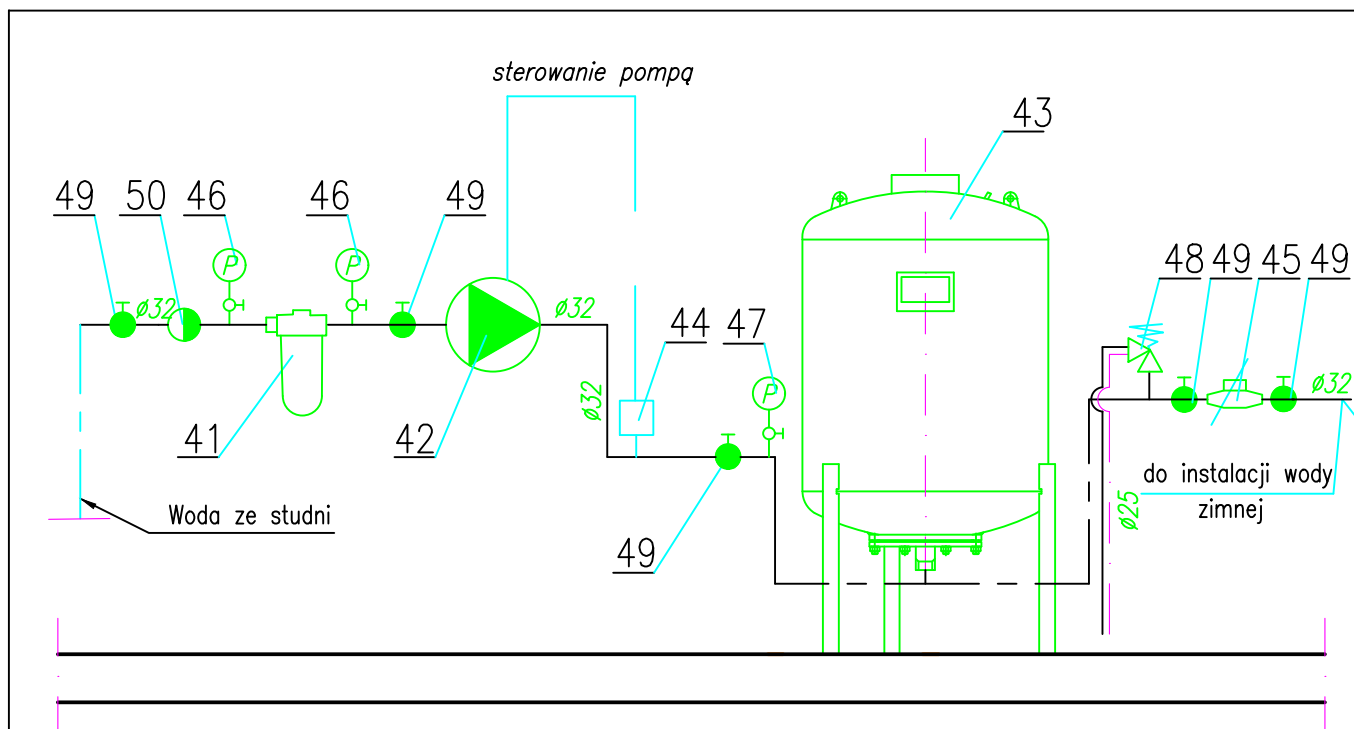 sterowanie pompą
43
49 50 46 46 49
48 49 45 49
ø32
ø32
44 47
ø32
ø32
P
P
P
41 42
do instalacji wody
zimnej
ø25
Woda ze studni
49